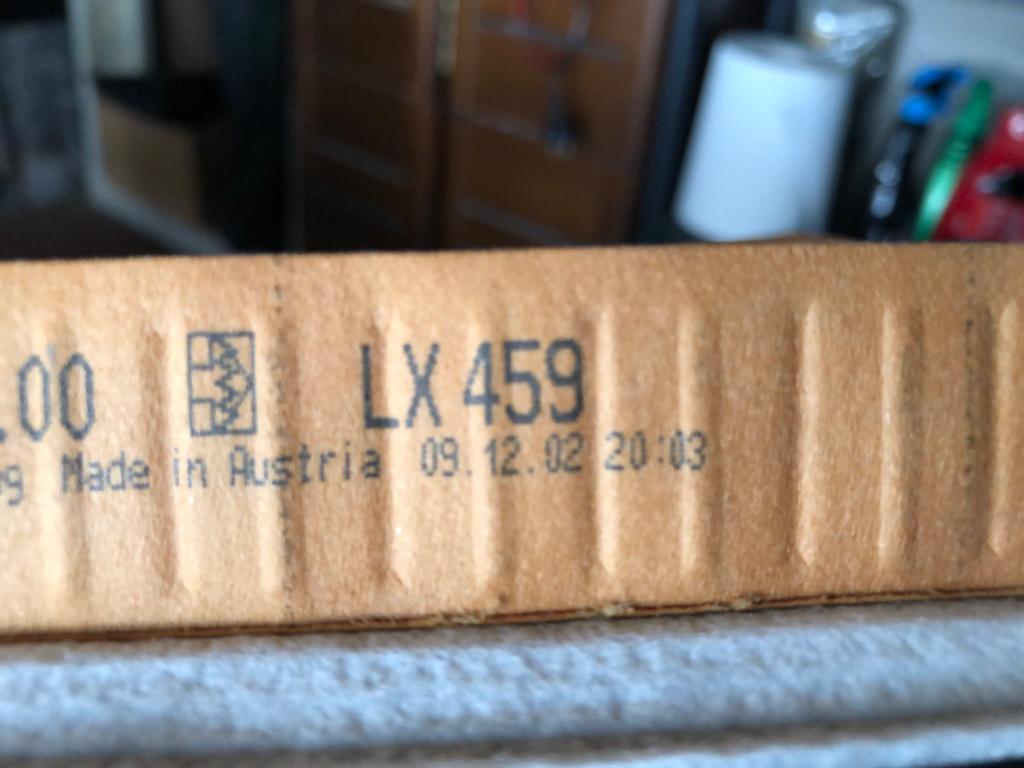 .00 LX 459
g Made in Austria 09.12.02 20:03